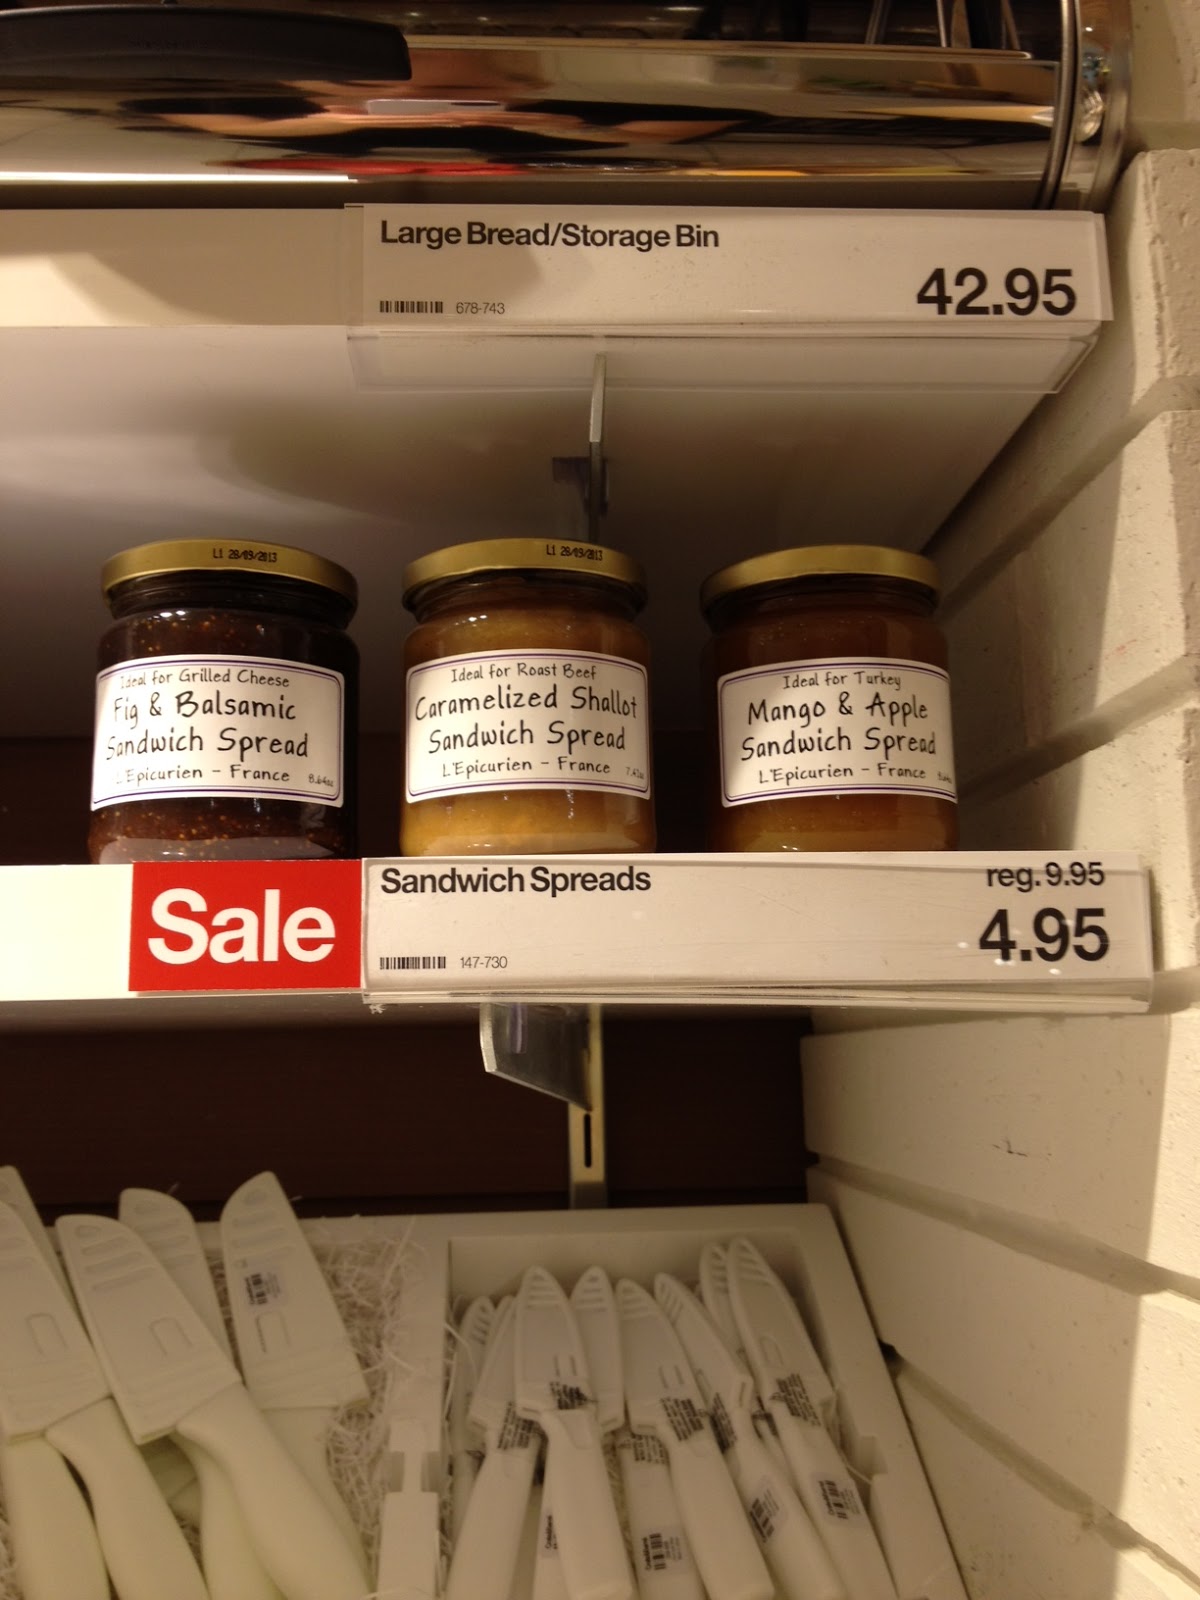 Large Bread/Storage Bin
42.95
678-743
L1 28/09/2013
L1 28/09/2013
Ideal for Grilled Cheese
Fig & Balsamic
Sandwich Spread
L'Epicurien - France 8.64oz
Ideal for Roast Beef
Caramelized Shallot
Sandwich Spread
L'Epicurien - France
Ideal for Turkey
Mango & Apple
Sandwich Spread
L'Epicurien - France
Sale
Sandwich Spreads
reg. 9.95
4.95
147-730